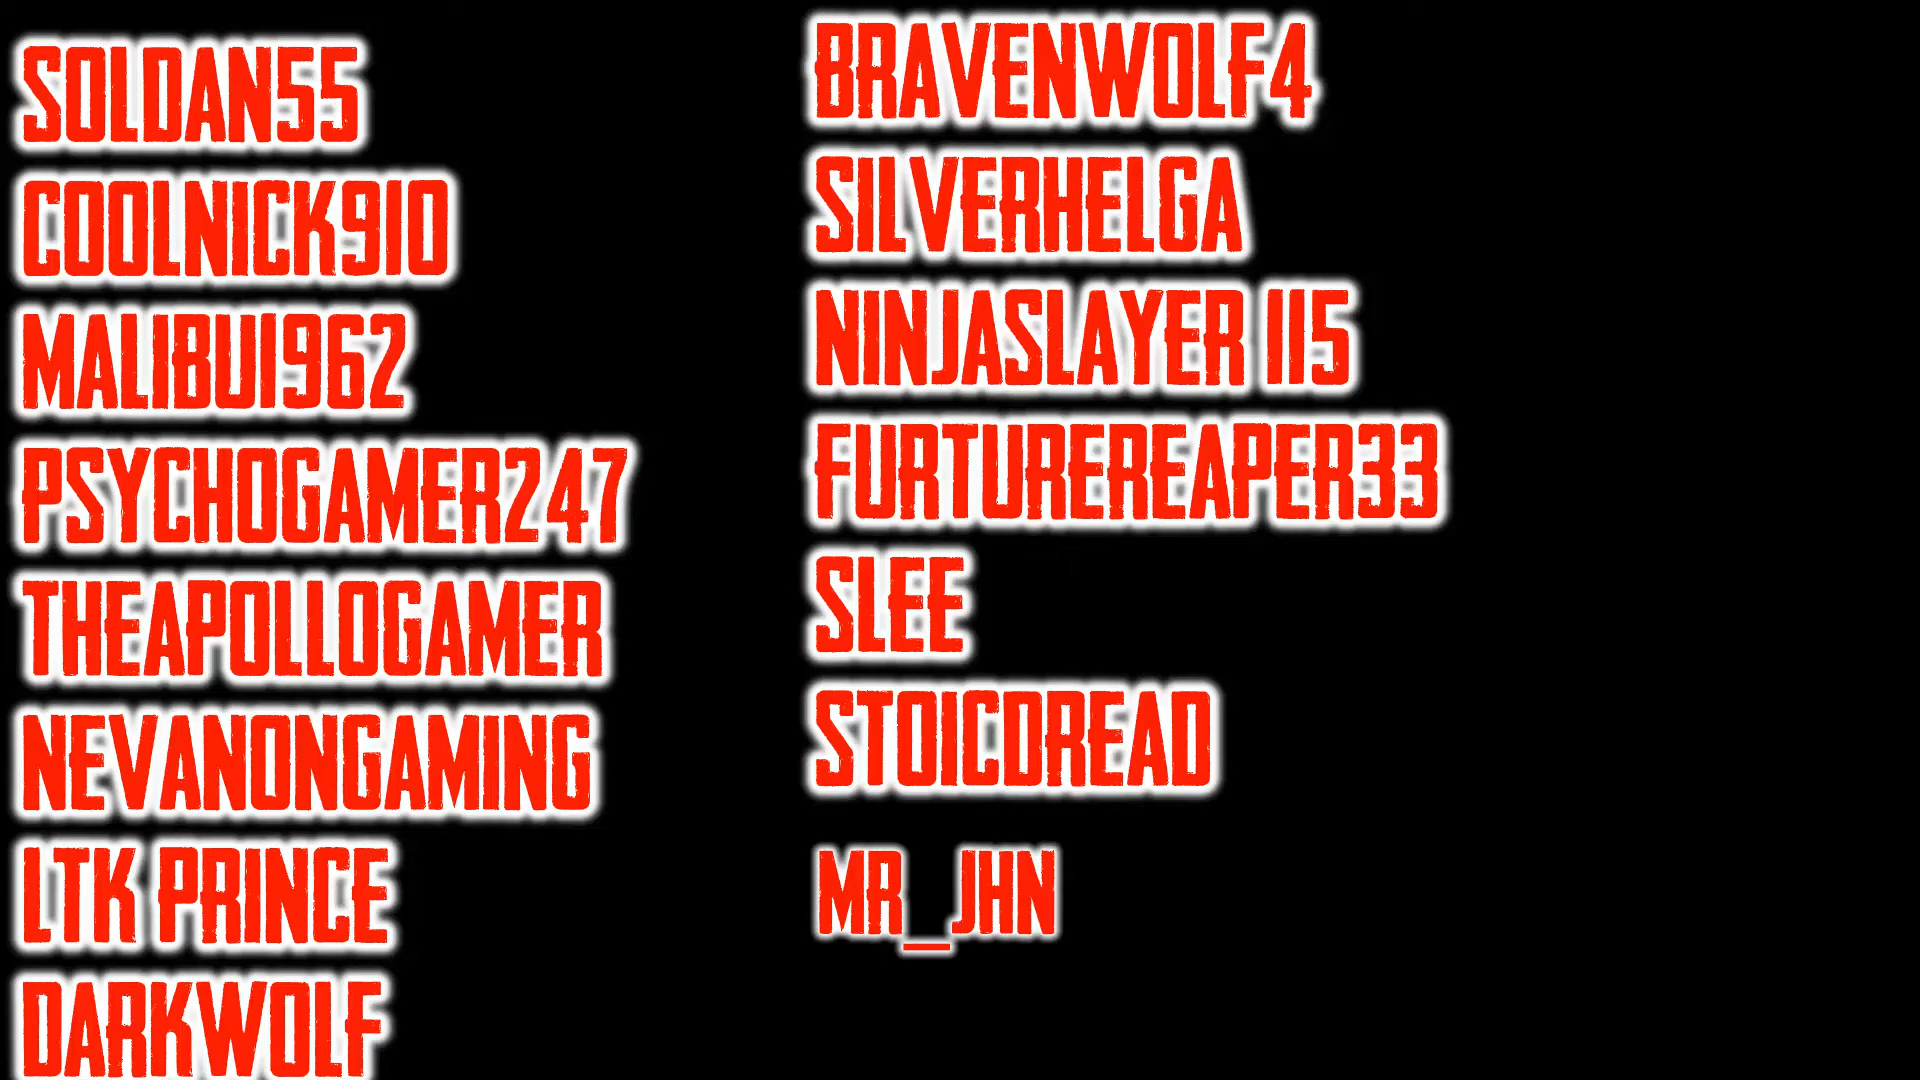 SOLDAN55
COOLNICK910
MALIBU1962
PSYCHOGAMER247
THEAPOLLOGAMER
NEVANONGAMING
LTK PRINCE
DARKWOLF
BRAVENWOLF4
SILVERHELGA
NINJASLAYER 115
FURTUREREAPER33
SLEE
STOICDREAD
MR_JHN